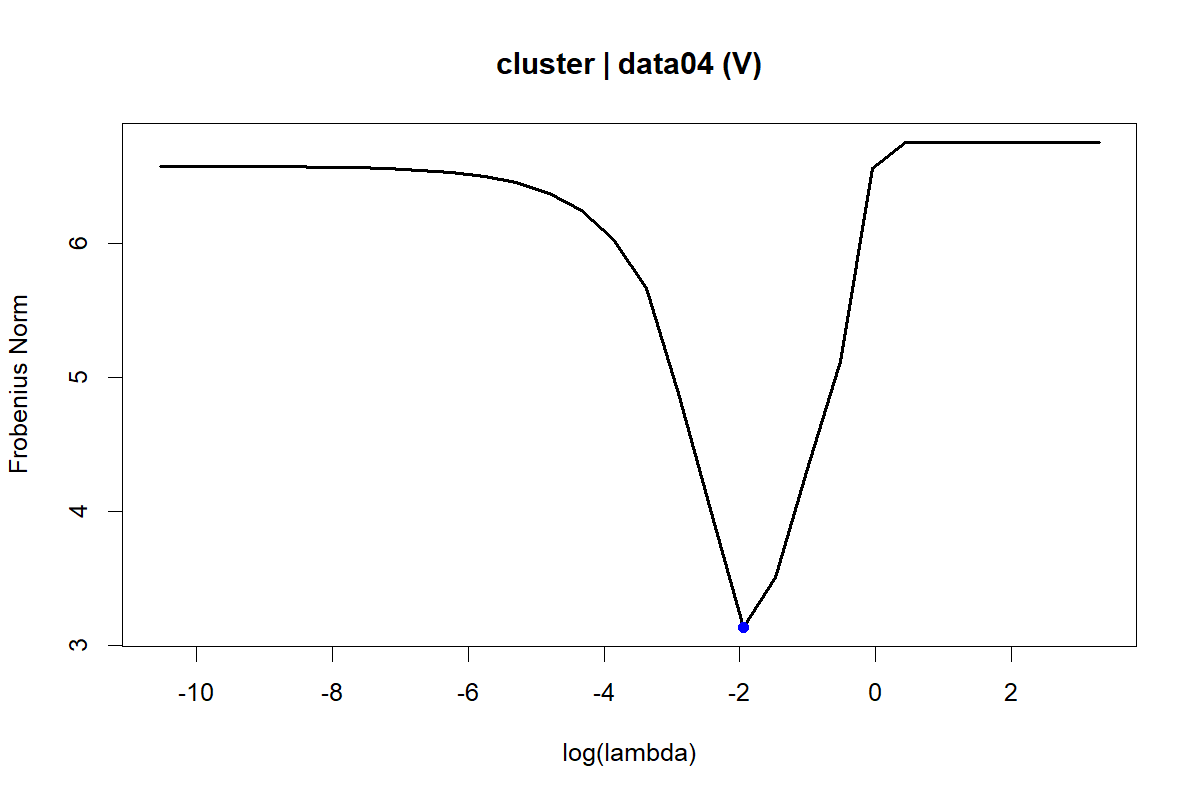 cluster | data04 (V)
Frobenius Norm
6
5
4
3
-10 -8 -6 -4 -2 0 2
log(lambda)